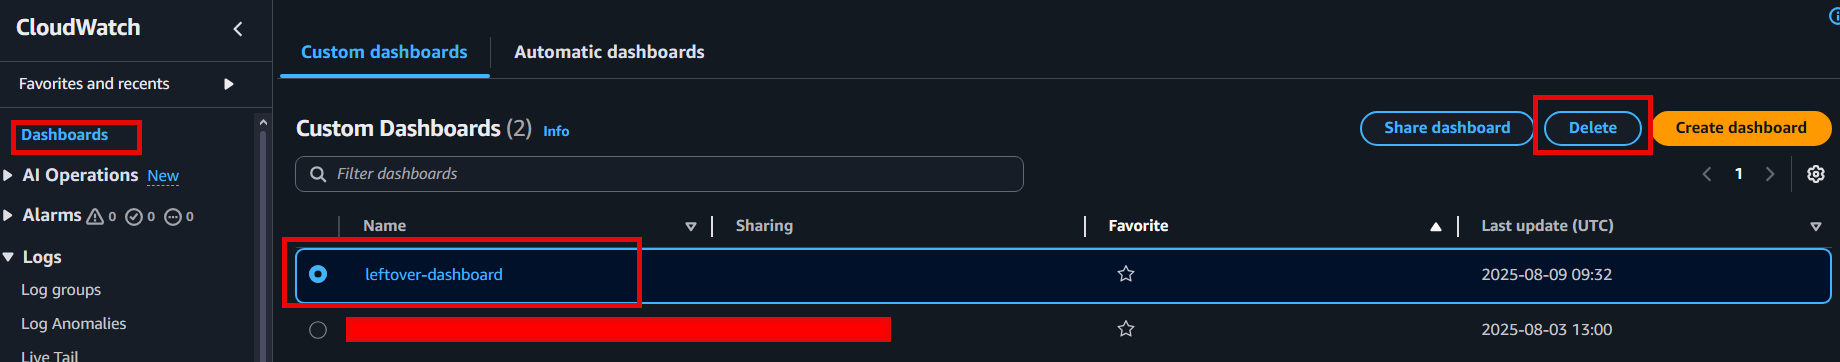 CloudWatch
Favorites and recents
Dashboards
AI Operations New
Alarms 0 0 0
Logs
Log groups
Log Anomalies
Live Tail
Custom dashboards
Automatic dashboards
Custom Dashboards (2) Info
Share dashboard
Delete
Create dashboard
Filter dashboards
1
Name
Sharing
Favorite
Last update (UTC)
leftover-dashboard
2025-08-09 09:32
2025-08-03 13:00